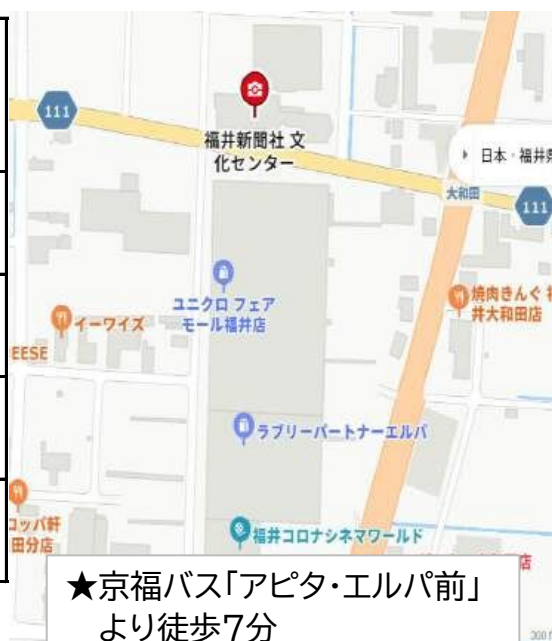 111
福井新聞社 文
化センター
日本・福井県
大和田
111
ユニクロ フェア
モール福井店
焼肉きんぐ 福
井大和田店
イーワイズ
EESE
ラブリーパートナーエルパ
コッパ軒
田分店
福井コロナシネマワールド
店
★京福バス「アピタ・エルパ前」
より徒歩7分